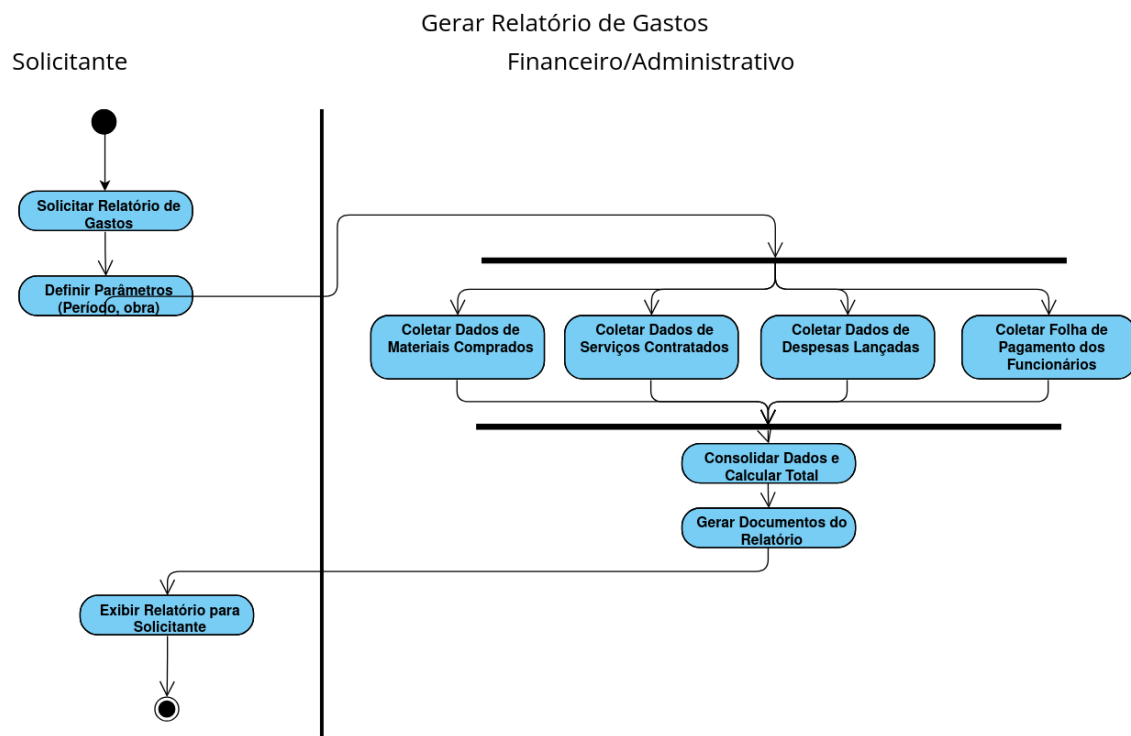 Gerar Relatório de Gastos
Solicitante
Financeiro/Administrativo
Solicitar Relatório de
Gastos
Definir Parâmetros
(Período, obra)
Coletar Dados de
Materiais Comprados
Coletar Dados de
Serviços Contratados
Coletar Dados de
Despesas Lançadas
Coletar Folha de
Pagamento dos
Funcionários
Consolidar Dados e
Calcular Total
Gerar Documentos do
Relatório
Exibir Relatório para
Solicitante